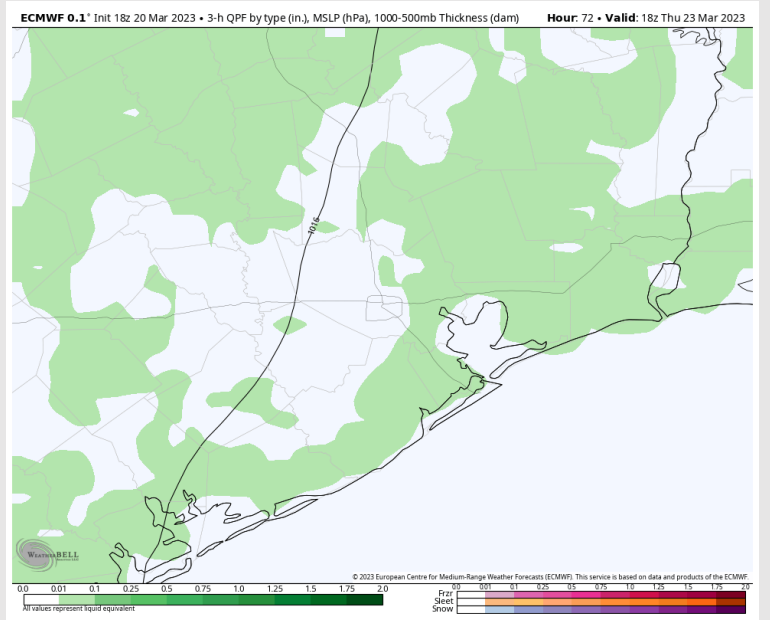 ECMWF 0.1° Init 18z 20 Mar 2023 • 3-h QPF by type (in.), MSLP (hPa), 1000-500mb Thickness (dam) Hour: 72 • Valid: 18z Thu 23 Mar 2023
1016
WEATHERBELL
© 2023 European Centre for Medium-Range Weather Forecasts (ECMWF). This service is based on data and products of the ECMWF.
0.0 0.01 0.1 0.25 0.5 0.75 1.0 1.25 1.5 1.75 2.0
All values represent liquid equivalent
0.0 0.01 0.1 0.25 0.5 0.75 1.0 1.25 1.5 1.75 2.0
Frzr
Sleet
Snow